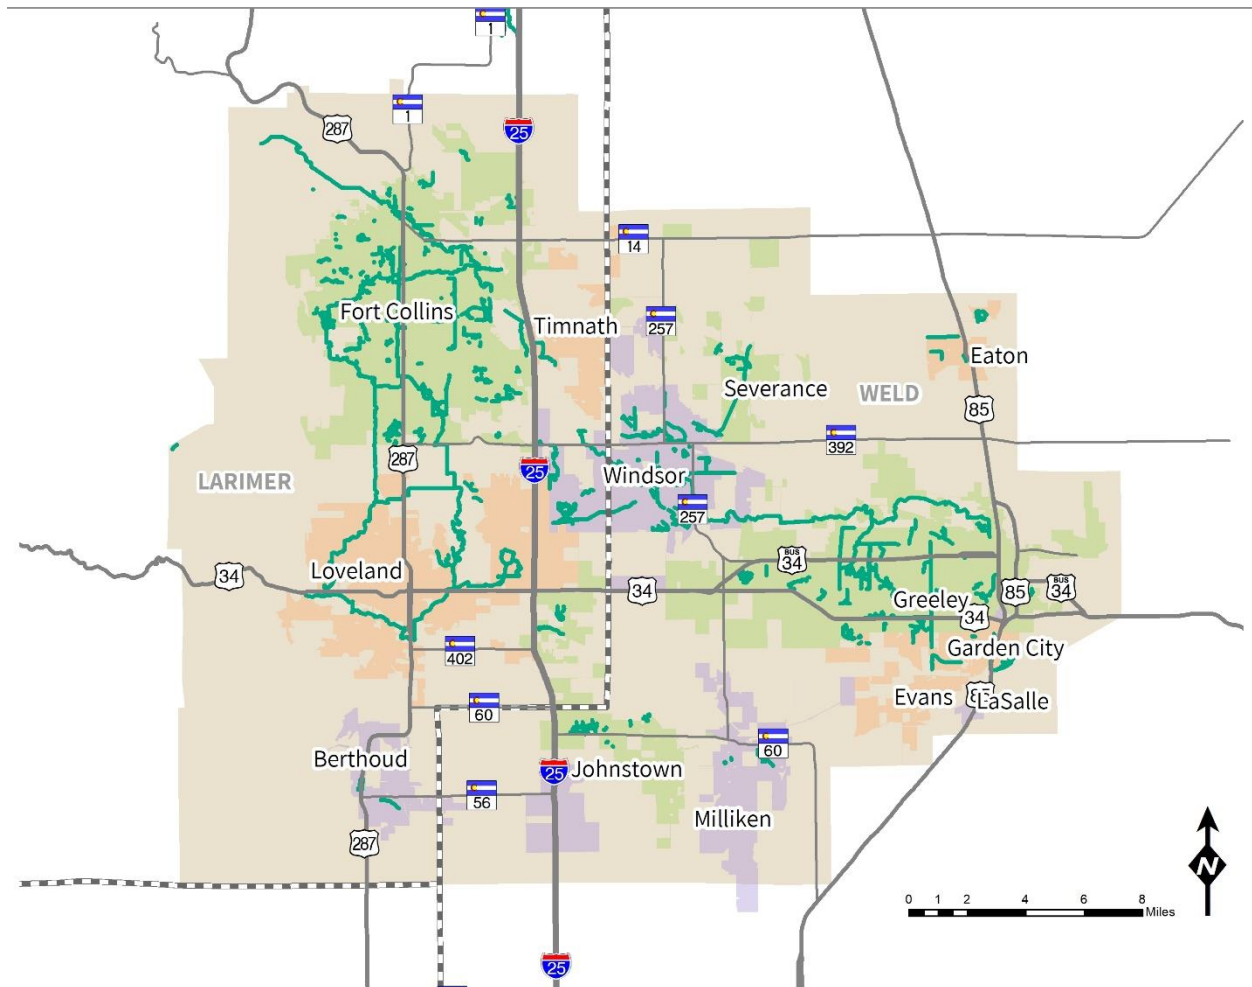 1
1
287
25
14
257
Fort Collins
Timnath
Eaton
Severance
WELD
85
392
287
25
LARIMER
Windsor
257
34
Loveland
34
BUS
34
Greeley
85
BUS
34
34
Garden City
402
60
Evans
LaSalle
60
Berthoud
25
Johnstown
56
Milliken
287
N
0 1 2 4 6 8
Miles
25